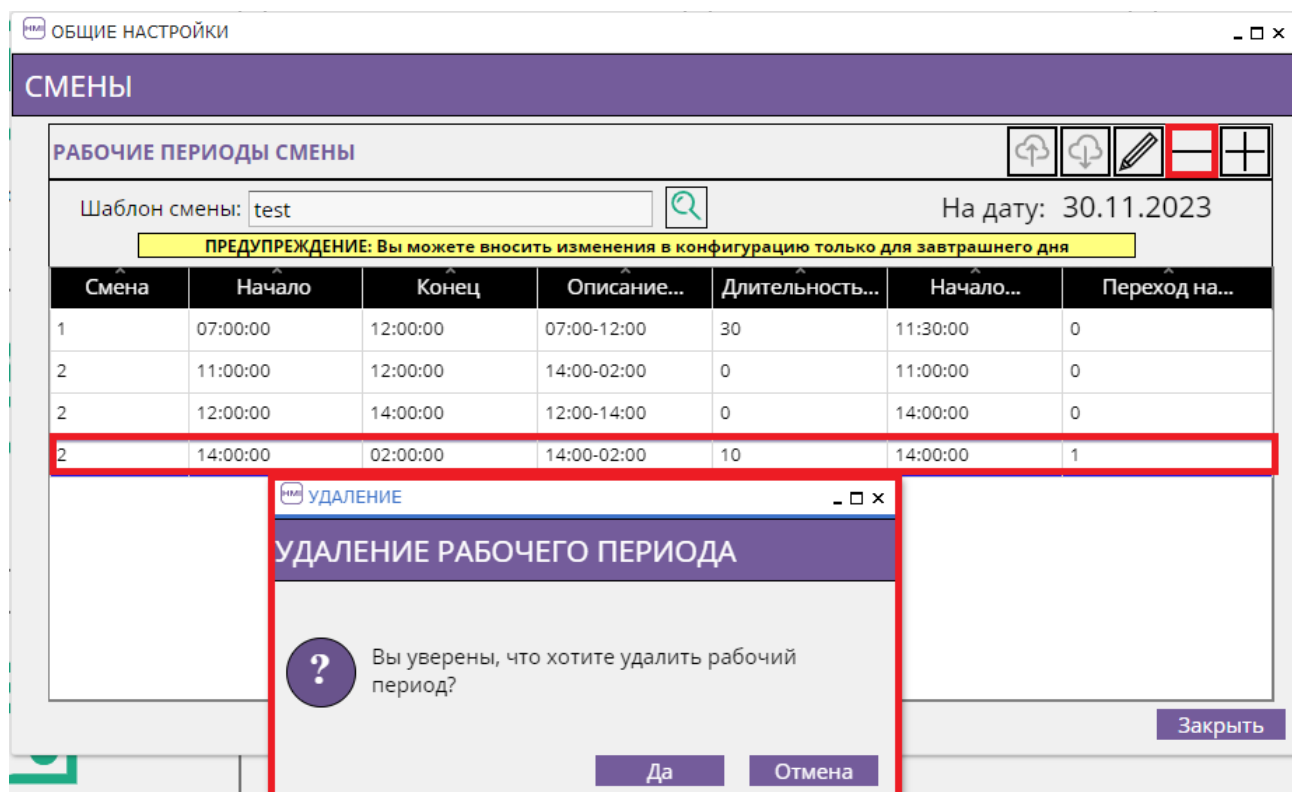 HMI ОБЩИЕ НАСТРОЙКИ
СМЕНЫ
РАБОЧИЕ ПЕРИОДЫ СМЕНЫ
Шаблон смены: test На дату: 30.11.2023
ПРЕДУПРЕЖДЕНИЕ: Вы можете вносить изменения в конфигурацию только для завтрашнего дня
Смена Начало Конец Описание... Длительность... Начало... Переход на...
1 07:00:00 12:00:00 07:00-12:00 30 11:30:00 0
2 11:00:00 12:00:00 14:00-02:00 0 11:00:00 0
2 12:00:00 14:00:00 12:00-14:00 0 14:00:00 0
2 14:00:00 02:00:00 14:00-02:00 10 14:00:00 1
HMI УДАЛЕНИЕ
УДАЛЕНИЕ РАБОЧЕГО ПЕРИОДА
? Вы уверены, что хотите удалить рабочий
период?
Закрыть
Да Отмена